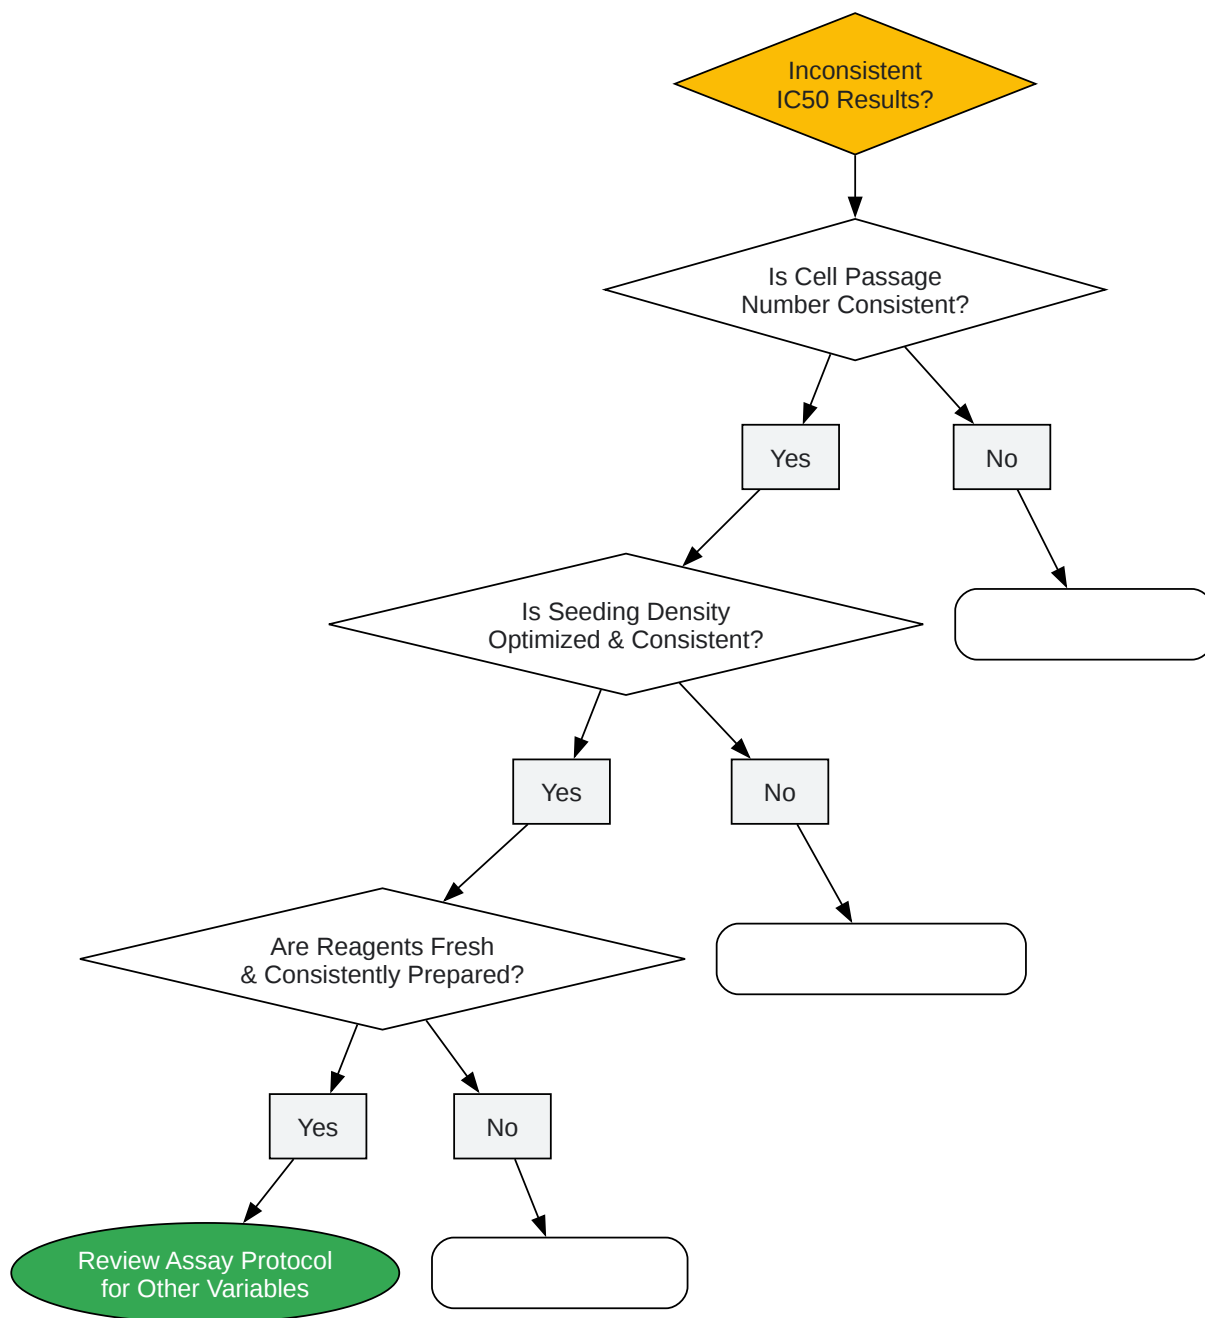 Inconsistent
IC50 Results?
Is Cell Passage
Number Consistent?
Yes
No
Is Seeding Density
Optimized & Consistent?
Yes
No
Are Reagents Fresh
& Consistently Prepared?
Yes
No
Review Assay Protocol
for Other Variables